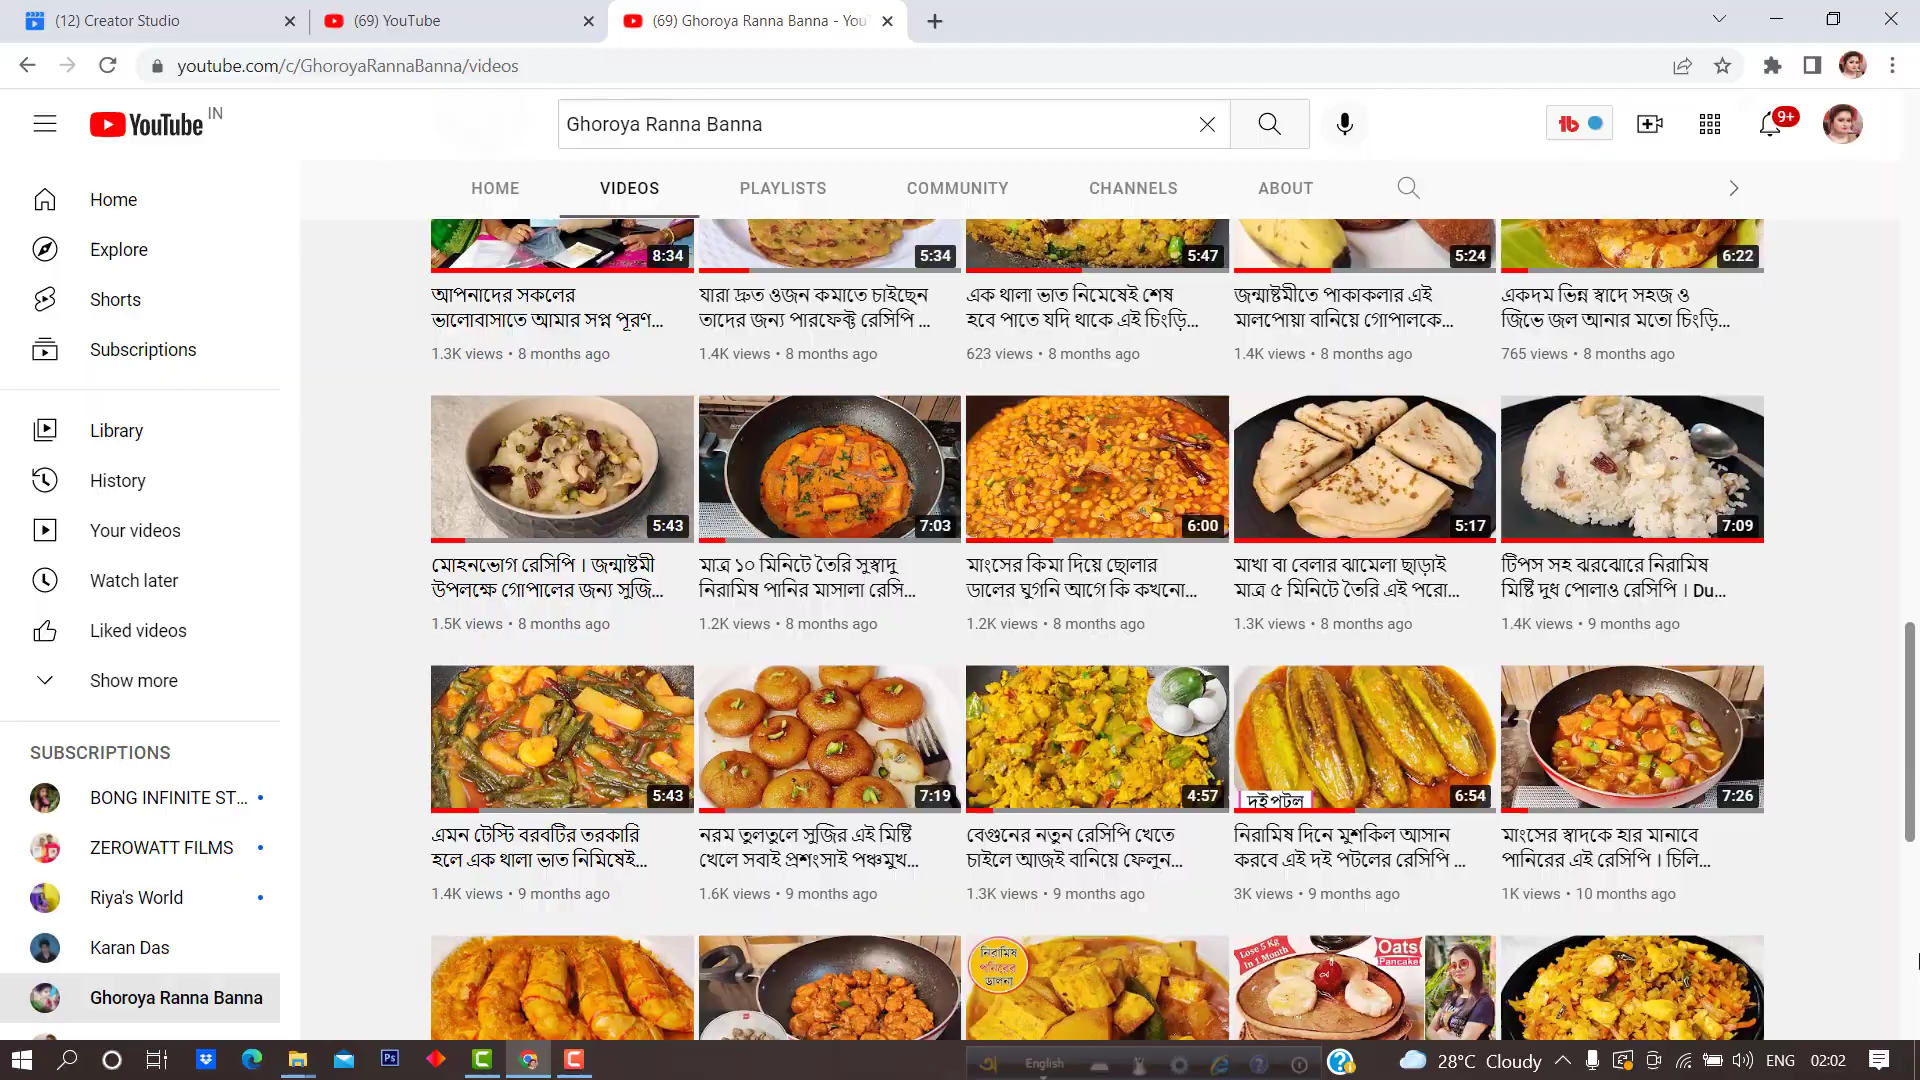 (12) Creator Studio
(69) YouTube
(69) Ghoroya Ranna Banna - You
youtube.com/c/GhoroyaRannaBanna/videos
YouTube IN
Ghoroya Ranna Banna
9+
HOME VIDEOS PLAYLISTS COMMUNITY CHANNELS ABOUT
Home
Explore
Shorts
Subscriptions
Library
History
Your videos
Watch later
Liked videos
Show more
SUBSCRIPTIONS
BONG INFINITE ST...
ZEROWATT FILMS
Riya's World
Karan Das
Ghoroya Ranna Banna
8:34
আপনাদের সকলের
ভালোবাসাতে আমার সপ্ন পূরণ...
1.3K views • 8 months ago
5:34
যারা দ্রুত ওজন কমাতে চাইছেন
তাদের জন্য পারফেক্ট রেসিপি ...
1.4K views • 8 months ago
5:47
এক থালা ভাত নিমেষেই শেষ
হবে পাতে যদি থাকে এই চিংড়ি...
623 views • 8 months ago
5:24
জন্মাষ্টমীতে পাকাকলার এই
মালপোয়া বানিয়ে গোপালকে...
1.4K views • 8 months ago
6:22
একদম ভিন্ন স্বাদে সহজ ও
জিভে জল আনার মতো চিংড়ি...
765 views • 8 months ago
5:43
মোহনভোগ রেসিপি । জন্মাষ্টমী
উপলক্ষে গোপালের জন্য সুজি...
1.5K views • 8 months ago
7:03
মাত্র ১০ মিনিটে তৈরি সুস্বাদু
নিরামিষ পানির মাসালা রেসি...
1.2K views • 8 months ago
6:00
মাংসের কিমা দিয়ে ছোলার
ডালের ঘুগনি আগে কি কখনো...
1.2K views • 8 months ago
5:17
মাখা বা বেলার ঝামেলা ছাড়াই
মাত্র ৫ মিনিটে তৈরি এই পরো...
1.3K views • 8 months ago
7:09
টিপস সহ ঝরঝোরে নিরামিষ
মিষ্টি দুধ পোলাও রেসিপি । Du...
1.4K views • 9 months ago
5:43
এমন টেস্টি বরবটির তরকারি
হলে এক থালা ভাত নিমিষেই...
1.4K views • 9 months ago
7:19
নরম তুলতুলে সুজির এই মিষ্টি
খেলে সবাই প্রশংসাই পঞ্চমুখ...
1.6K views • 9 months ago
4:57
বেগুনের নতুন রেসিপি খেতে
চাইলে আজই বানিয়ে ফেলুন...
1.3K views • 9 months ago
দইপটল
6:54
নিরামিষ দিনে মুশকিল আসান
করবে এই দই পটলের রেসিপি ...
3K views • 9 months ago
7:26
মাংসের স্বাদকে হার মানাবে
পানিরের এই রেসিপি । চিলি...
1K views • 10 months ago
নিরামিষ
পনিরের
ডালনা
Lose 5 Kg
In 1 Month
Oats
Pancake
English
28°C Cloudy
ENG
02:02